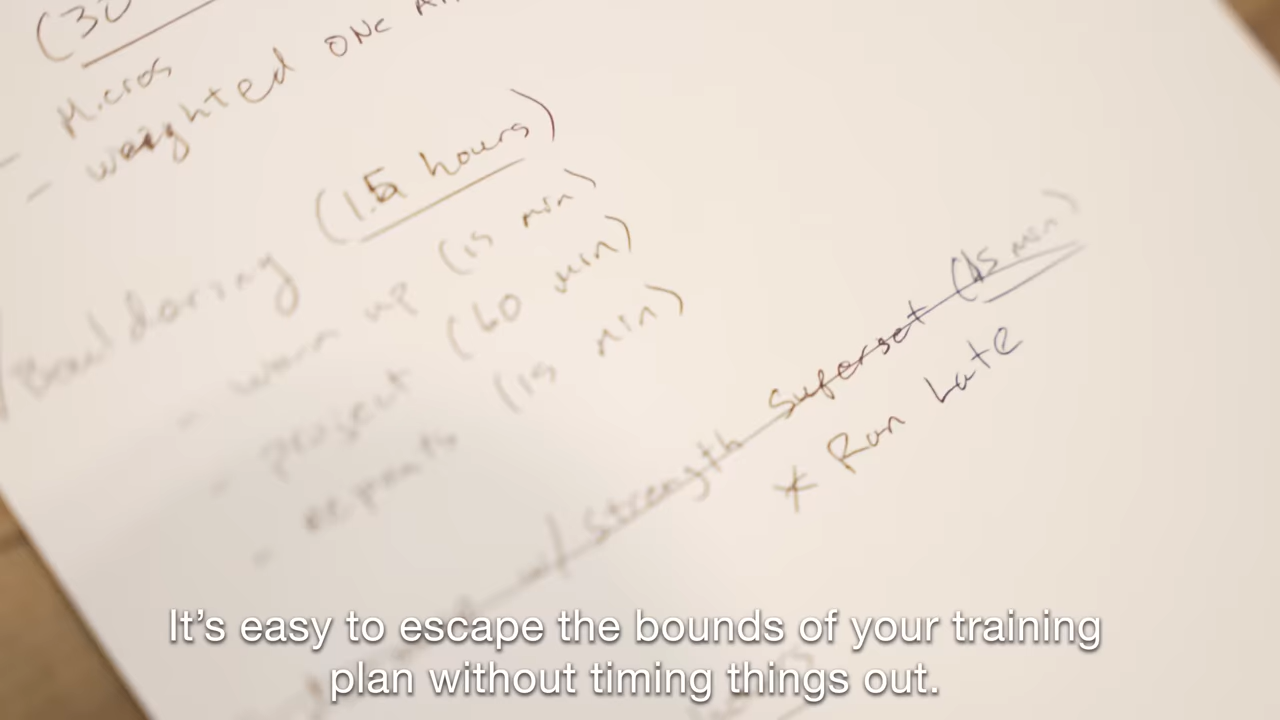 (30
- Micros
- weighted one
Bouldering (1.5 hours)
- warm up (15 min)
- project (60 min)
- repeats (15 min)
w/ Strength Superset (15 min)
* Ran Late
It's easy to escape the bounds of your training
plan without timing things out.